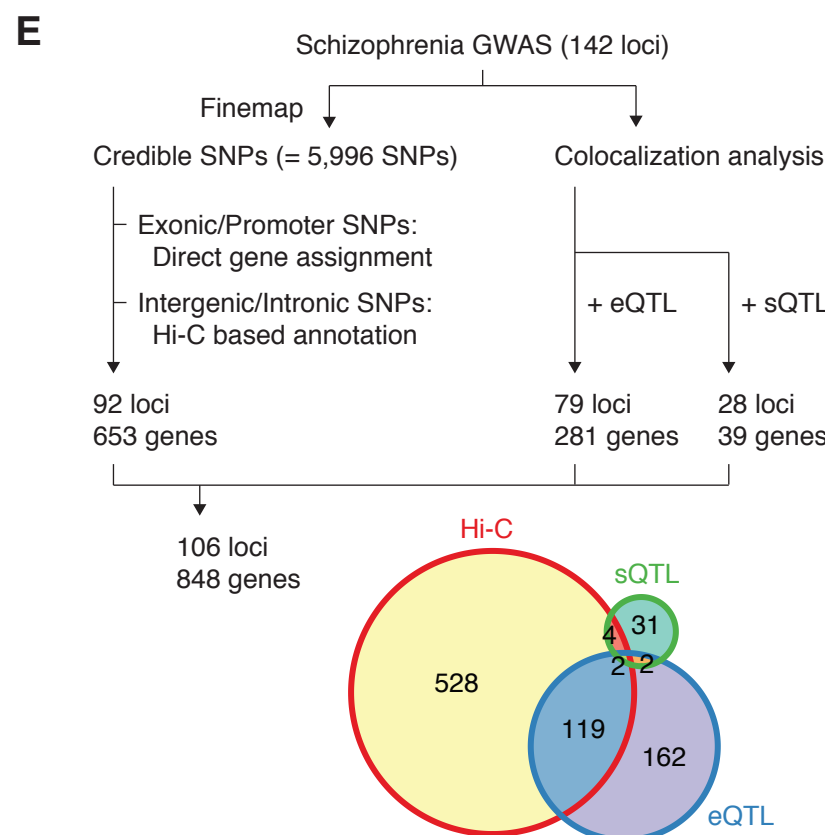 E
Schizophrenia GWAS (142 loci)
Finemap
Credible SNPs (= 5,996 SNPs)
Colocalization analysis
Exonic/Promoter SNPs:
Direct gene assignment
Intergenic/Intronic SNPs:
Hi-C based annotation
+ eQTL
+ sQTL
92 loci
653 genes
79 loci
281 genes
28 loci
39 genes
106 loci
848 genes
Hi-C
sQTL
4
31
2
2
528
119
162
eQTL